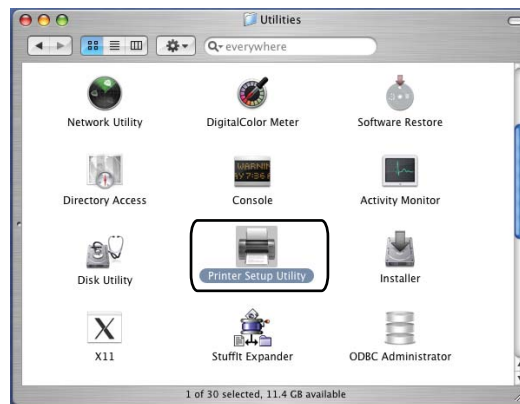 Utilities
everywhere
Network Utility
DigitalColor Meter
Software Restore
Directory Access
Console
Activity Monitor
Disk Utility
Printer Setup Utility
Installer
X11
StuffIt Expander
ODBC Administrator
1 of 30 selected, 11.4 GB available